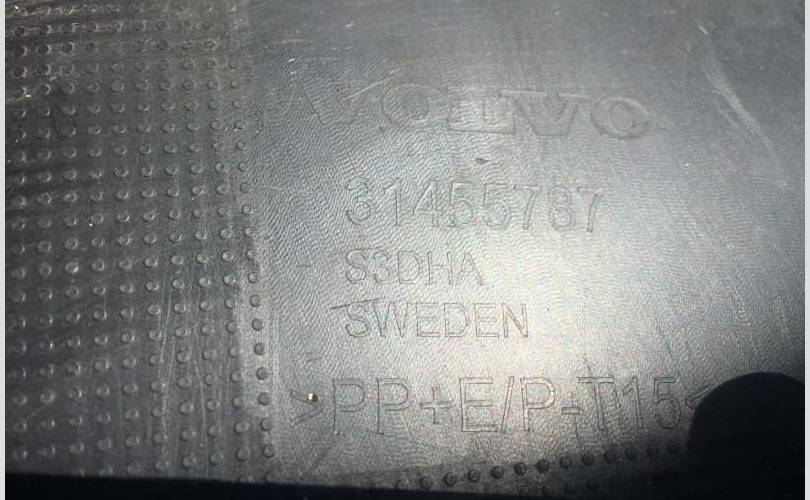 VOLVO
31455787
S3DHA
SWEDEN
>PP+E/P-T15<